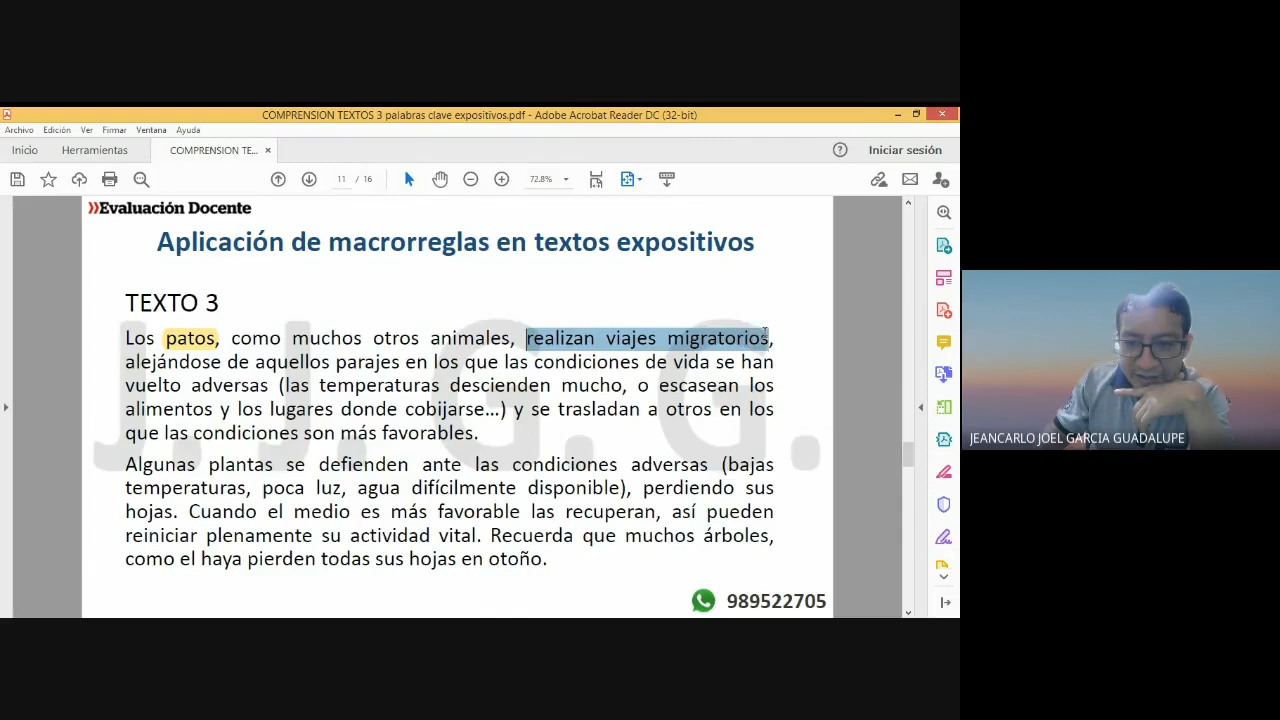 COMPRENSION TEXTOS 3 palabras clave expositivos.pdf - Adobe Acrobat Reader DC (32-bit)
Archivo Edición Ver Firmar Ventana Ayuda
Inicio Herramientas COMPRENSION TE... × Iniciar sesión
11 / 16 72.8%
»Evaluación Docente
Aplicación de macrorreglas en textos expositivos
TEXTO 3
Los patos, como muchos otros animales, realizan viajes migratorios,
alejándose de aquellos parajes en los que las condiciones de vida se han
vuelto adversas (las temperaturas descienden mucho, o escasean los
alimentos y los lugares donde cobijarse...) y se trasladan a otros en los
que las condiciones son más favorables.
Algunas plantas se defienden ante las condiciones adversas (bajas
temperaturas, poca luz, agua difícilmente disponible), perdiendo sus
hojas. Cuando el medio es más favorable las recuperan, así pueden
reiniciar plenamente su actividad vital. Recuerda que muchos árboles,
como el haya pierden todas sus hojas en otoño.
J. J. G. G.
989522705
JEANCARLO JOEL GARCIA GUADALUPE